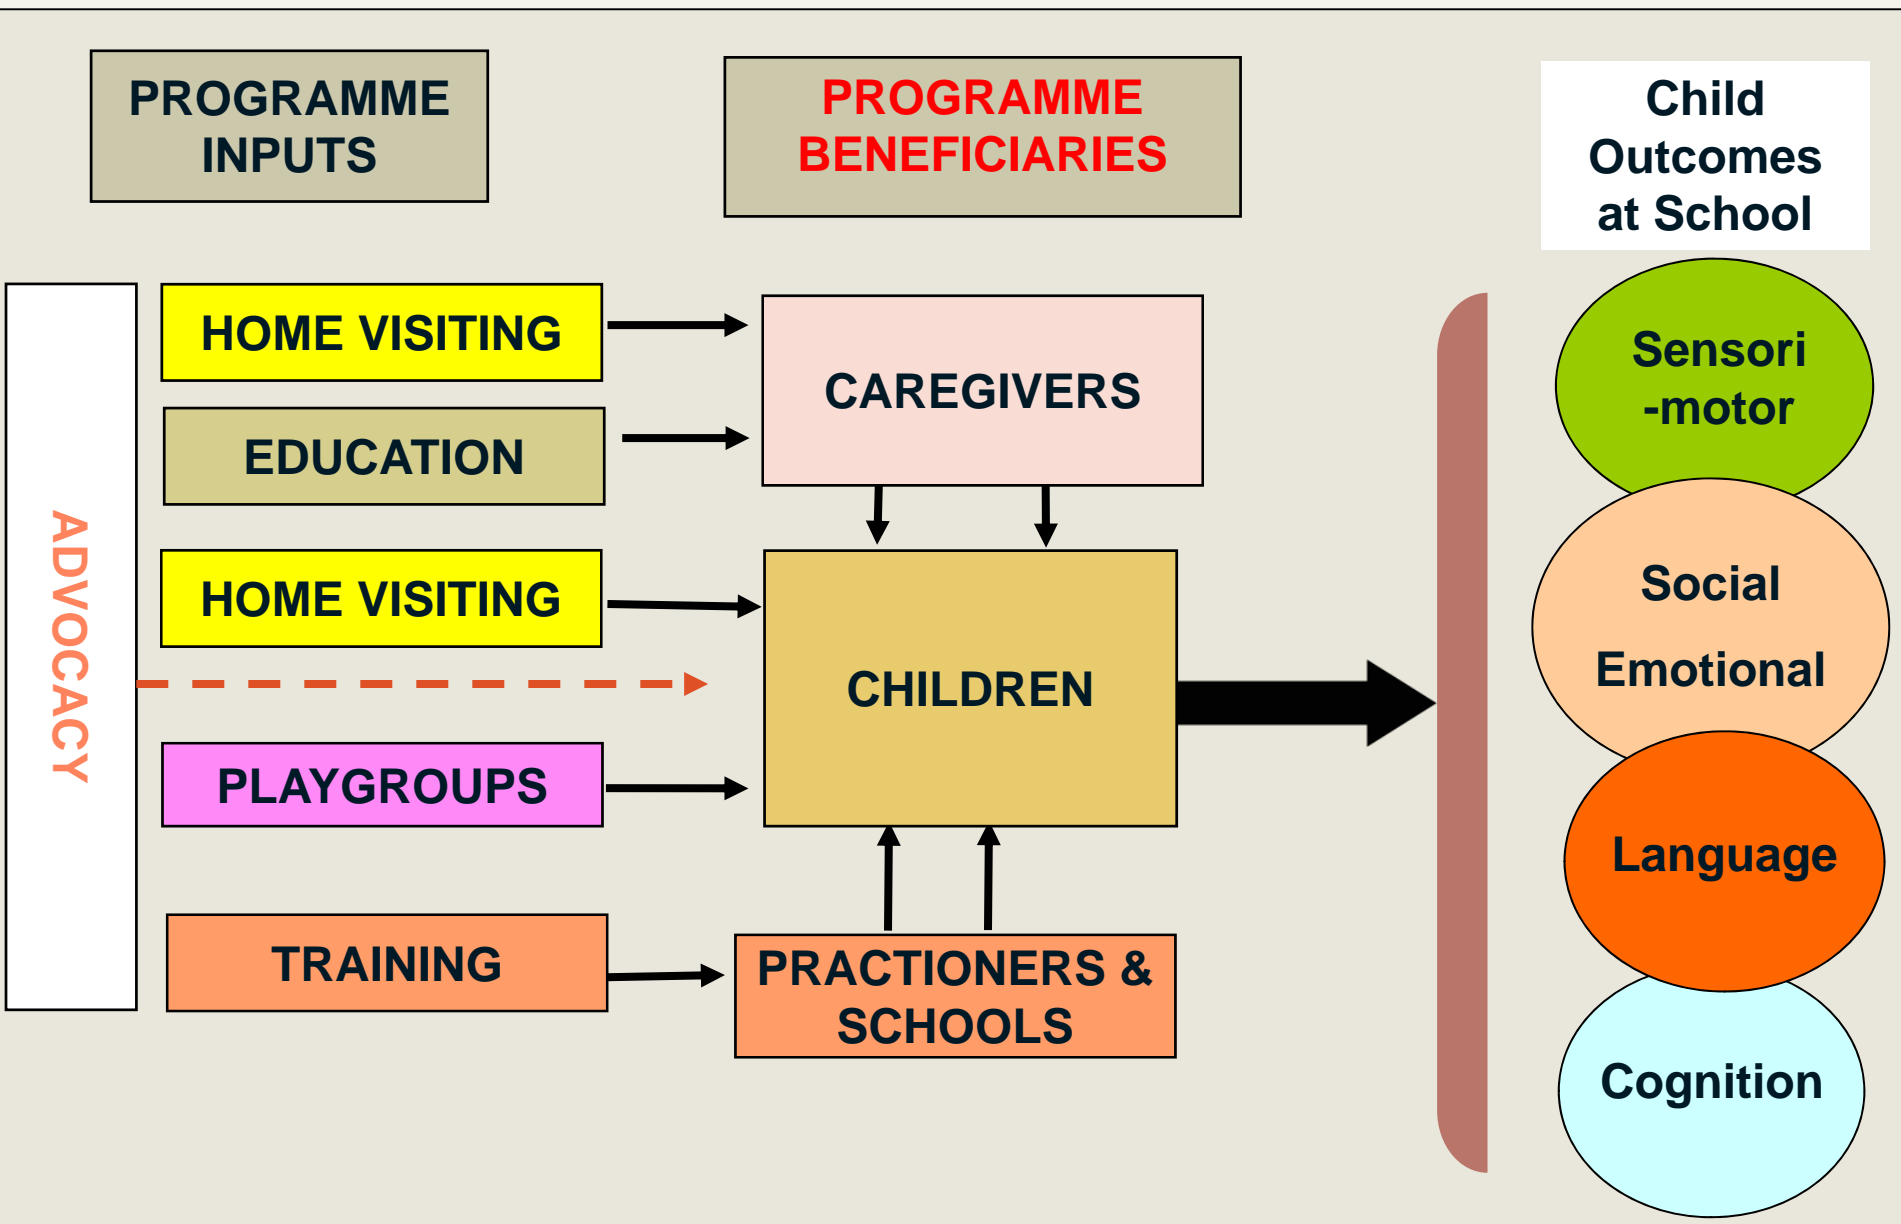 PROGRAMME
INPUTS
PROGRAMME
BENEFICIARIES
Child
Outcomes
at School
ADVOCACY
HOME VISITING
EDUCATION
HOME VISITING
PLAYGROUPS
TRAINING
CAREGIVERS
CHILDREN
PRACTIONERS &
SCHOOLS
Sensori
-motor
Social
Emotional
Language
Cognition